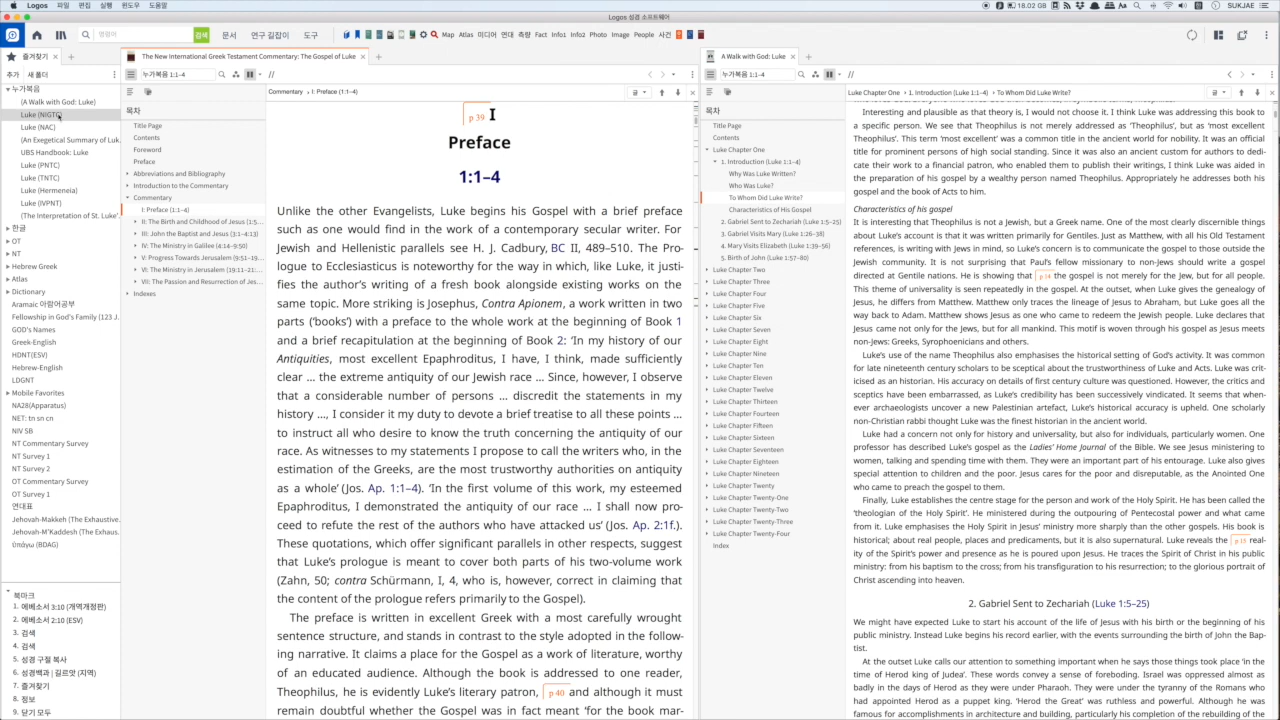 Logos 파일 편집 실행 윈도우 도움말
18.02 GB
SUKJAE
Logos 성경 소프트웨어
명령어
검색
문서 연구 길잡이 도구
Map Atlas 미디어 연대 측량 Fact Info1 Info2 Photo Image People 사건
즐겨찾기
추가 새 폴더
누가복음
(A Walk with God: Luke)
Luke (NIGTC)
Luke (NAC)
(An Exegetical Summary of Luk...
UBS Handbook: Luke
Luke (PNTC)
Luke (TNTC)
Luke (Hermeneia)
Luke (IVPNT)
(The Interpretation of St. Luke'...
한글
OT
NT
Hebrew Greek
Atlas
Dictionary
Aramaic 아람어공부
Fellowship in God's Family (123 J...
GOD's Names
Greek-English
HDNT(ESV)
Hebrew-English
LDGNT
Mobile Favorites
NA28(Apparatus)
NET: tn sn cn
NIV SB
NT Commentary Survey
NT Survey 1
NT Survey 2
OT Commentary Survey
OT Survey 1
연대표
Jehovah-Makkeh (The Exhaustive...
Jehovah-M'Kaddesh (The Exhaus...
ὑπάγω (BDAG)
북마크
1. 에베소서 3:10 (개역개정판)
2. 에베소서 2:10 (ESV)
3. 검색
4. 검색
5. 성경 구절 복사
6. 성경백과 | 길르앗 (지역)
7. 즐겨찾기
8. 정보
9. 닫기 모두
The New International Greek Testament Commentary: The Gospel of Luke
누가복음 1:1-4
Commentary › I: Preface (1:1–4)
글
목차
Title Page
Contents
Foreword
Preface
Abbreviations and Bibliography
Introduction to the Commentary
Commentary
I: Preface (1:1–4)
II: The Birth and Childhood of Jesus (1:5...
III: John the Baptist and Jesus (3:1–4:13)
IV: The Ministry in Galilee (4:14–9:50)
V: Progress Towards Jerusalem (9:51–19...
VI: The Ministry in Jerusalem (19:11–21:...
VII: The Passion and Resurrection of Jes...
Indexes
p 39 I
Preface
1:1–4
Unlike the other Evangelists, Luke begins his Gospel with a brief preface
such as one would find in the work of a contemporary secular writer. For
Jewish and Hellenistic parallels see H. J. Cadbury, BC II, 489–510. The Pro-
logue to Ecclesiasticus is noteworthy for the way in which, like Luke, it justi-
fies the author's writing of a fresh book alongside existing works on the
same topic. More striking is Josephus, Contra Apionem, a work written in two
parts ('books') with a preface to the whole work at the beginning of Book 1
and a brief recapitulation at the beginning of Book 2: 'In my history of our
Antiquities, most excellent Epaphroditus, I have, I think, made sufficiently
clear … the extreme antiquity of our Jewish race … Since, however, I observe
that a considerable number of persons … discredit the statements in my
history …, I consider it my duty to devote a brief treatise to all these points …
to instruct all who desire to know the truth concerning the antiquity of our
race. As witnesses to my statements I propose to call the writers who, in the
estimation of the Greeks, are the most trustworthy authorities on antiquity
as a whole' (Jos. Ap. 1:1–4). 'In the first volume of this work, my esteemed
Epaphroditus, I demonstrated the antiquity of our race … I shall now pro-
ceed to refute the rest of the authors who have attacked us' (Jos. Ap. 2:1f.).
These quotations, which offer significant parallels in other respects, suggest
that Luke's prologue is meant to cover both parts of his two-volume work
(Zahn, 50; contra Schürmann, I, 4, who is, however, correct in claiming that
the content of the prologue refers primarily to the Gospel).
The preface is written in excellent Greek with a most carefully wrought
sentence structure, and stands in contrast to the style adopted in the follow-
ing narrative. It claims a place for the Gospel as a work of literature, worthy
of an educated audience. Although the book is addressed to one reader,
Theophilus, he is evidently Luke's literary patron, p 40 and although it must
remain doubtful whether the Gospel was in fact meant 'for the book mar-
A Walk with God: Luke
누가복음 1:1-4
Luke Chapter One › 1. Introduction (Luke 1:1–4) › To Whom Did Luke Write?
글
목차
Title Page
Contents
Luke Chapter One
1. Introduction (Luke 1:1–4)
Why Was Luke Written?
Who Was Luke?
To Whom Did Luke Write?
Characteristics of His Gospel
2. Gabriel Sent to Zechariah (Luke 1:5–25)
3. Gabriel Visits Mary (Luke 1:26–38)
4. Mary Visits Elizabeth (Luke 1:39–56)
5. Birth of John (Luke 1:57–80)
Luke Chapter Two
Luke Chapter Three
Luke Chapter Four
Luke Chapter Five
Luke Chapter Six
Luke Chapter Seven
Luke Chapter Eight
Luke Chapter Nine
Luke Chapter Ten
Luke Chapter Eleven
Luke Chapter Twelve
Luke Chapter Thirteen
Luke Chapter Fourteen
Luke Chapter Fifteen
Luke Chapter Sixteen
Luke Chapter Seventeen
Luke Chapter Eighteen
Luke Chapter Nineteen
Luke Chapter Twenty
Luke Chapter Twenty-One
Luke Chapter Twenty-Two
Luke Chapter Twenty-Three
Luke Chapter Twenty-Four
Index
Interesting and plausible as that theory is, I would not choose it. I think Luke was addressing this book to
a specific person. We see that Theophilus is not merely addressed as 'Theophilus', but as 'most excellent
Theophilus'. This term 'most excellent' was a common title in the ancient world for nobility. It was an official
title for prominent persons of high social standing. Since it was also an ancient custom for authors to dedi-
cate their work to a financial patron, who enabled them to publish their writings, I think Luke was aided in
the preparation of his gospel by a wealthy person named Theophilus. Appropriately he addresses both his
gospel and the book of Acts to him.
Characteristics of his gospel
It is interesting that Theophilus is not a Jewish, but a Greek name. One of the most clearly discernible things
about Luke's account is that it was written primarily for Gentiles. Just as Matthew, with all his Old Testament
references, is writing with Jews in mind, so Luke's concern is to communicate the gospel to those outside the
Jewish community. It is not surprising that Paul's fellow missionary to non-Jews should write a gospel
directed at Gentile nations. He is showing that p 14 the gospel is not merely for the Jew, but for all people.
This theme of universality is seen repeatedly in the gospel. At the outset, when Luke gives the genealogy of
Jesus, he differs from Matthew. Matthew only traces the lineage of Jesus to Abraham, but Luke goes all the
way back to Adam. Matthew shows Jesus as one who came to redeem the Jewish people. Luke declares that
Jesus came not only for the Jews, but for all mankind. This motif is woven through his gospel as Jesus meets
non-Jews: Greeks, Syrophoenicians and others.
Luke's use of the name Theophilus also emphasises the historical setting of God's activity. It was common
for late nineteenth century scholars to be sceptical about the trustworthiness of Luke and Acts. Luke was crit-
icised as an historian. His accuracy on details of first century culture was questioned. However, the critics and
sceptics have been embarrassed, as Luke's credibility has been successively vindicated. It seems that when-
ever archaeologists uncover a new Palestinian artefact, Luke's historical accuracy is upheld. One scholarly
non-Christian rabbi thought Luke was the finest historian in the ancient world.
Luke had a concern not only for history and universality, but also for individuals, particularly women. One
professor has described Luke's gospel as the Ladies' Home Journal of the Bible. We see Jesus ministering to
women, talking and spending time with them. They were an important part of his entourage. Luke also gives
special attention to children and the poor. Jesus cares for the poor and disreputable, as the Anointed One
who came to preach the gospel to them.
Finally, Luke establishes the centre stage for the person and work of the Holy Spirit. He has been called the
'theologian of the Holy Spirit'. He ministered during the outpouring of Pentecostal power and what came
from it. Luke emphasises the Holy Spirit in Jesus' ministry more sharply than the other gospels. His book is
historical; about real people, places and predicaments, but it is also supernatural. Luke reveals the p 15 real-
ity of the Spirit's power and presence as he is poured upon Jesus. He traces the Spirit of Christ in his public
ministry: from his baptism to the cross; from his transfiguration to his resurrection; to the glorious portrait of
Christ ascending into heaven.
2. Gabriel Sent to Zechariah (Luke 1:5–25)
We might have expected Luke to start his account of the life of Jesus with his birth or the beginning of his
public ministry. Instead Luke begins his record earlier, with the events surrounding the birth of John the Bap-
tist.
At the outset Luke calls our attention to something important when he says those things took place 'in the
time of Herod king of Judea'. These words convey a sense of foreboding. Israel was oppressed almost as
badly in the days of Herod as they were under Pharaoh. They were under the tyranny of the Romans who
had appointed Herod as a puppet king. 'Herod the Great' was ruthless and powerful. Although he was
famous for accomplishments in architecture and building, particularly his completion of the rebuilding of the